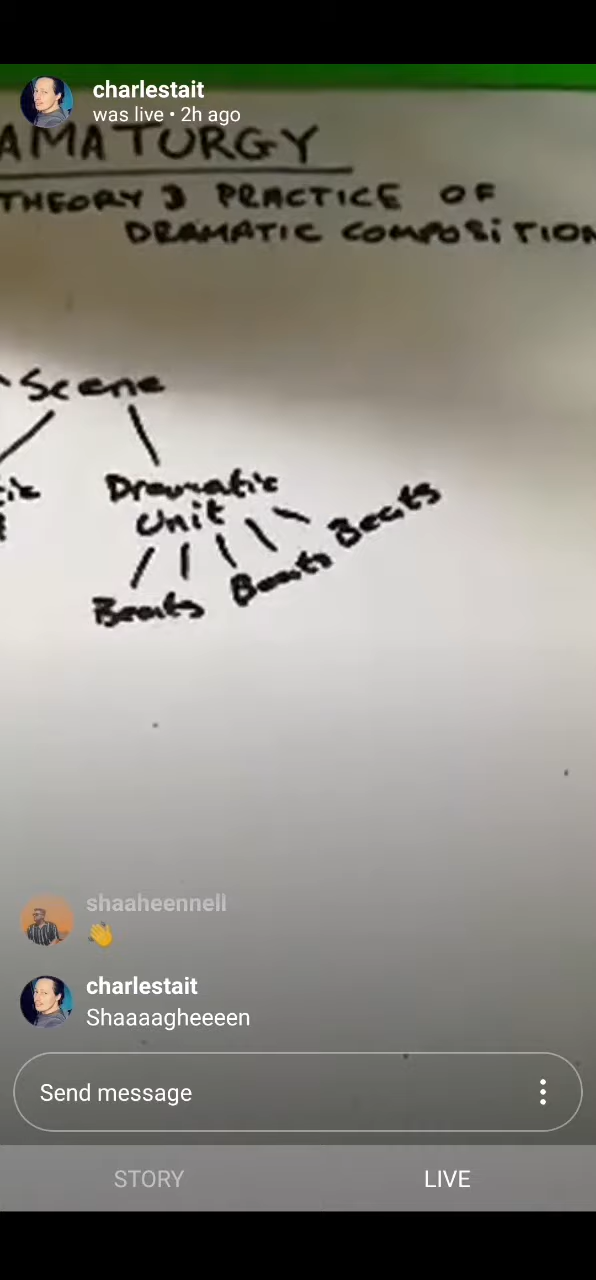 charlestait
was live • 2h ago
AMATURGY
THEORY & PRACTICE OF
DRAMATIC COMPOSITION
Scene
Dramatic
Unit
Beats
Beats
Beats
shaaheennell
👏
charlestait
Shaaaagheeeen
Send message
STORY
LIVE